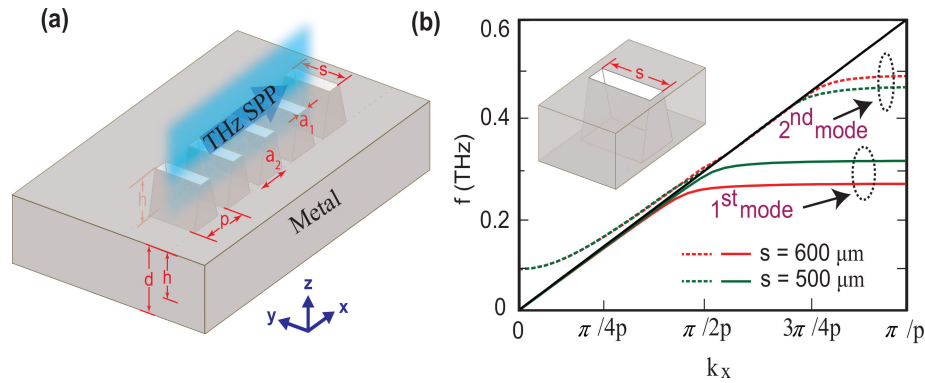 (a)
s
THz SPP
a1
a2
h
p
Metal
d
h
z
y
x
(b)
0.6
0.4
0.2
0
f (THz)
s
2nd mode
1st mode
s = 600 μm
s = 500 μm
0
π/4p
π/2p
3π/4p
π/p
kx